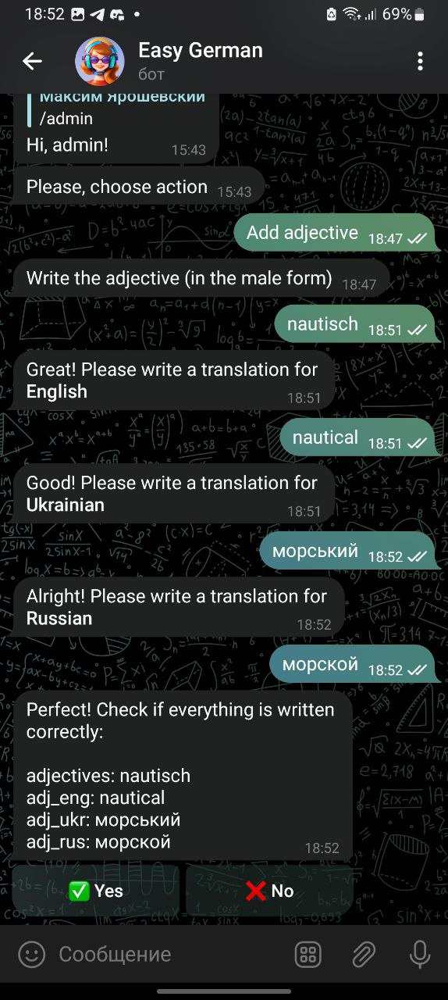 18:52
69%
Easy German
бот
Максим Ярошевский
/admin
Hi, admin!
15:43
Please, choose action
15:43
Add adjective
18:47
Write the adjective (in the male form)
18:47
nautisch
18:51
Great! Please write a translation for
English
18:51
nautical
18:51
Good! Please write a translation for
Ukrainian
18:51
морський
18:52
Alright! Please write a translation for
Russian
18:52
морской
18:52
Perfect! Check if everything is written
correctly:
adjectives: nautisch
adj_eng: nautical
adj_ukr: морський
adj_rus: морской
18:52
Yes
No
Сообщение